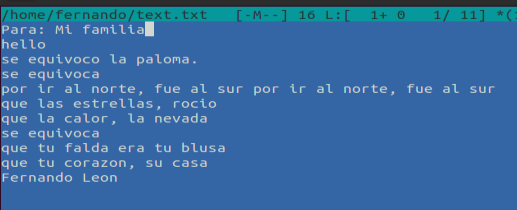 /home/fernando/text.txt   [-M--] 16 L:[  1+ 0   1/ 11] *(
Para: Mi familia
hello
se equivoco la paloma.
se equivoca
por ir al norte, fue al sur por ir al norte, fue al sur
que las estrellas, rocio
que la calor, la nevada
se equivoca
que tu falda era tu blusa
que tu corazon, su casa
Fernando Leon